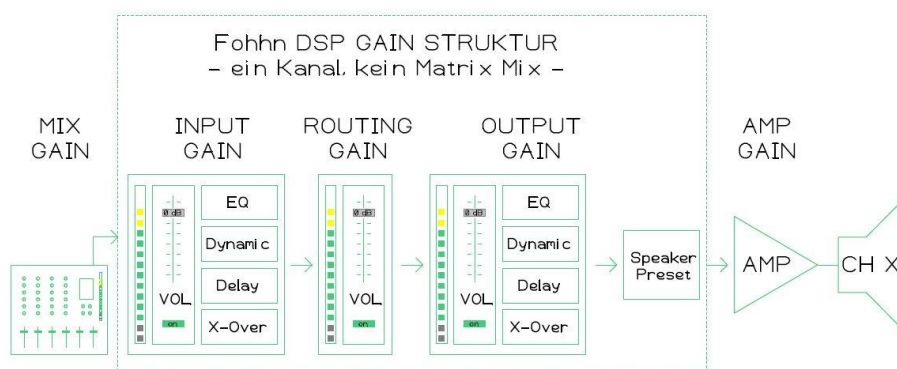 Fohhn DSP GAIN STRUKTUR
- ein Kanal, kein Matrix Mix -
MIX
GAIN
INPUT
GAIN
ROUTING
GAIN
OUTPUT
GAIN
AMP
GAIN
0 dB
VOL
on
EQ
Dynamic
Delay
X-Over
0 dB
VOL
on
0 dB
VOL
on
EQ
Dynamic
Delay
X-Over
Speaker
Preset
AMP
CH X